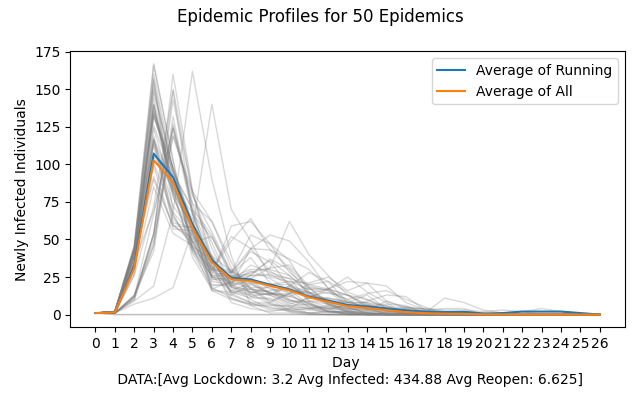 Epidemic Profiles for 50 Epidemics
175
150
125
100
75
50
25
0
Newly Infected Individuals
Average of Running
Average of All
0 1 2 3 4 5 6 7 8 9 10 11 12 13 14 15 16 17 18 19 20 21 22 23 24 25 26
Day
DATA:[Avg Lockdown: 3.2 Avg Infected: 434.88 Avg Reopen: 6.625]